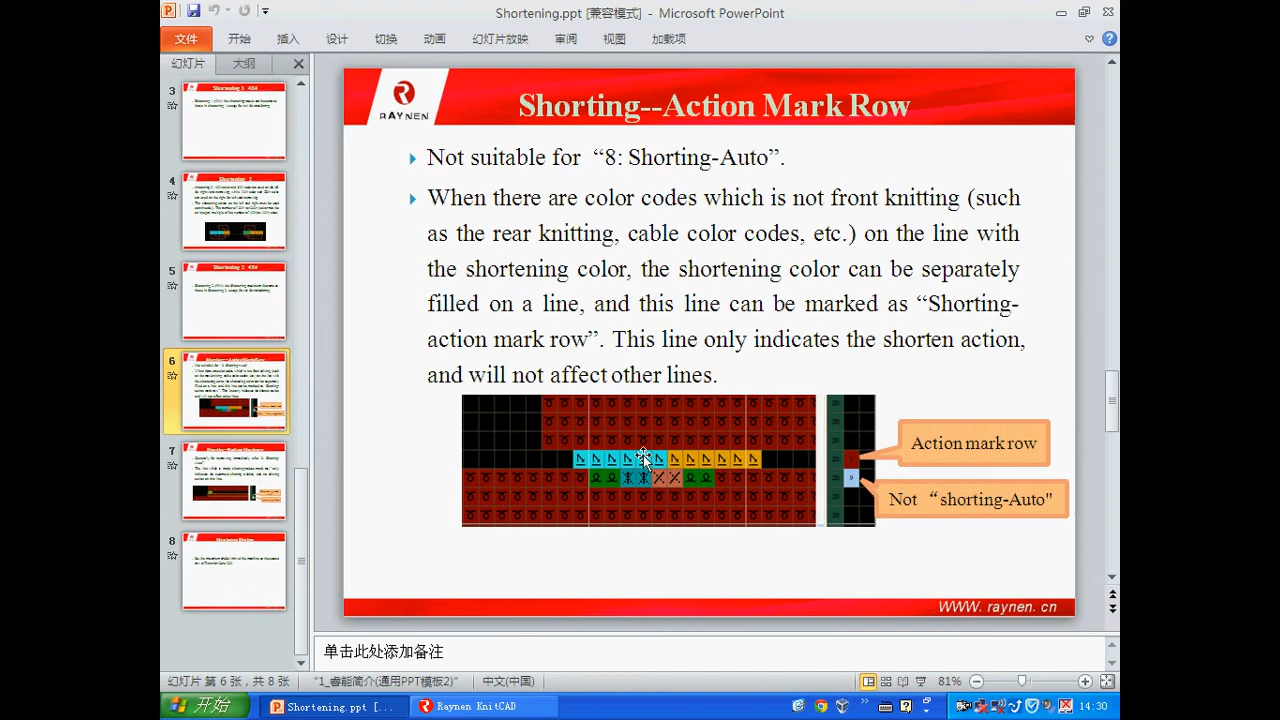 Shortening.ppt [兼容模式] - Microsoft PowerPoint
文件 开始 插入 设计 切换 动画 幻灯片放映 审阅 视图 加载项
幻灯片 大纲
3
4
5
6
7
8
RAYNEN
Shorting--Action Mark Row
Not suitable for “8: Shorting-Auto”.
When there are color codes which is not front knitting (such
as the rear knitting, cable color codes, etc.) on the line with
the shortening color, the shortening color can be separately
filled on a line, and this line can be marked as “Shorting-
action mark row”. This line only indicates the shorten action,
and will not affect other lines.
Action mark row
Not “shorting-Auto"
WWW. raynen. cn
单击此处添加备注
幻灯片 第 6 张，共 8 张 "1_睿能简介(通用PPT模板2)" 中文(中国) 81%
开始 Shortening.ppt [... Raynen KnitCAD 14:30